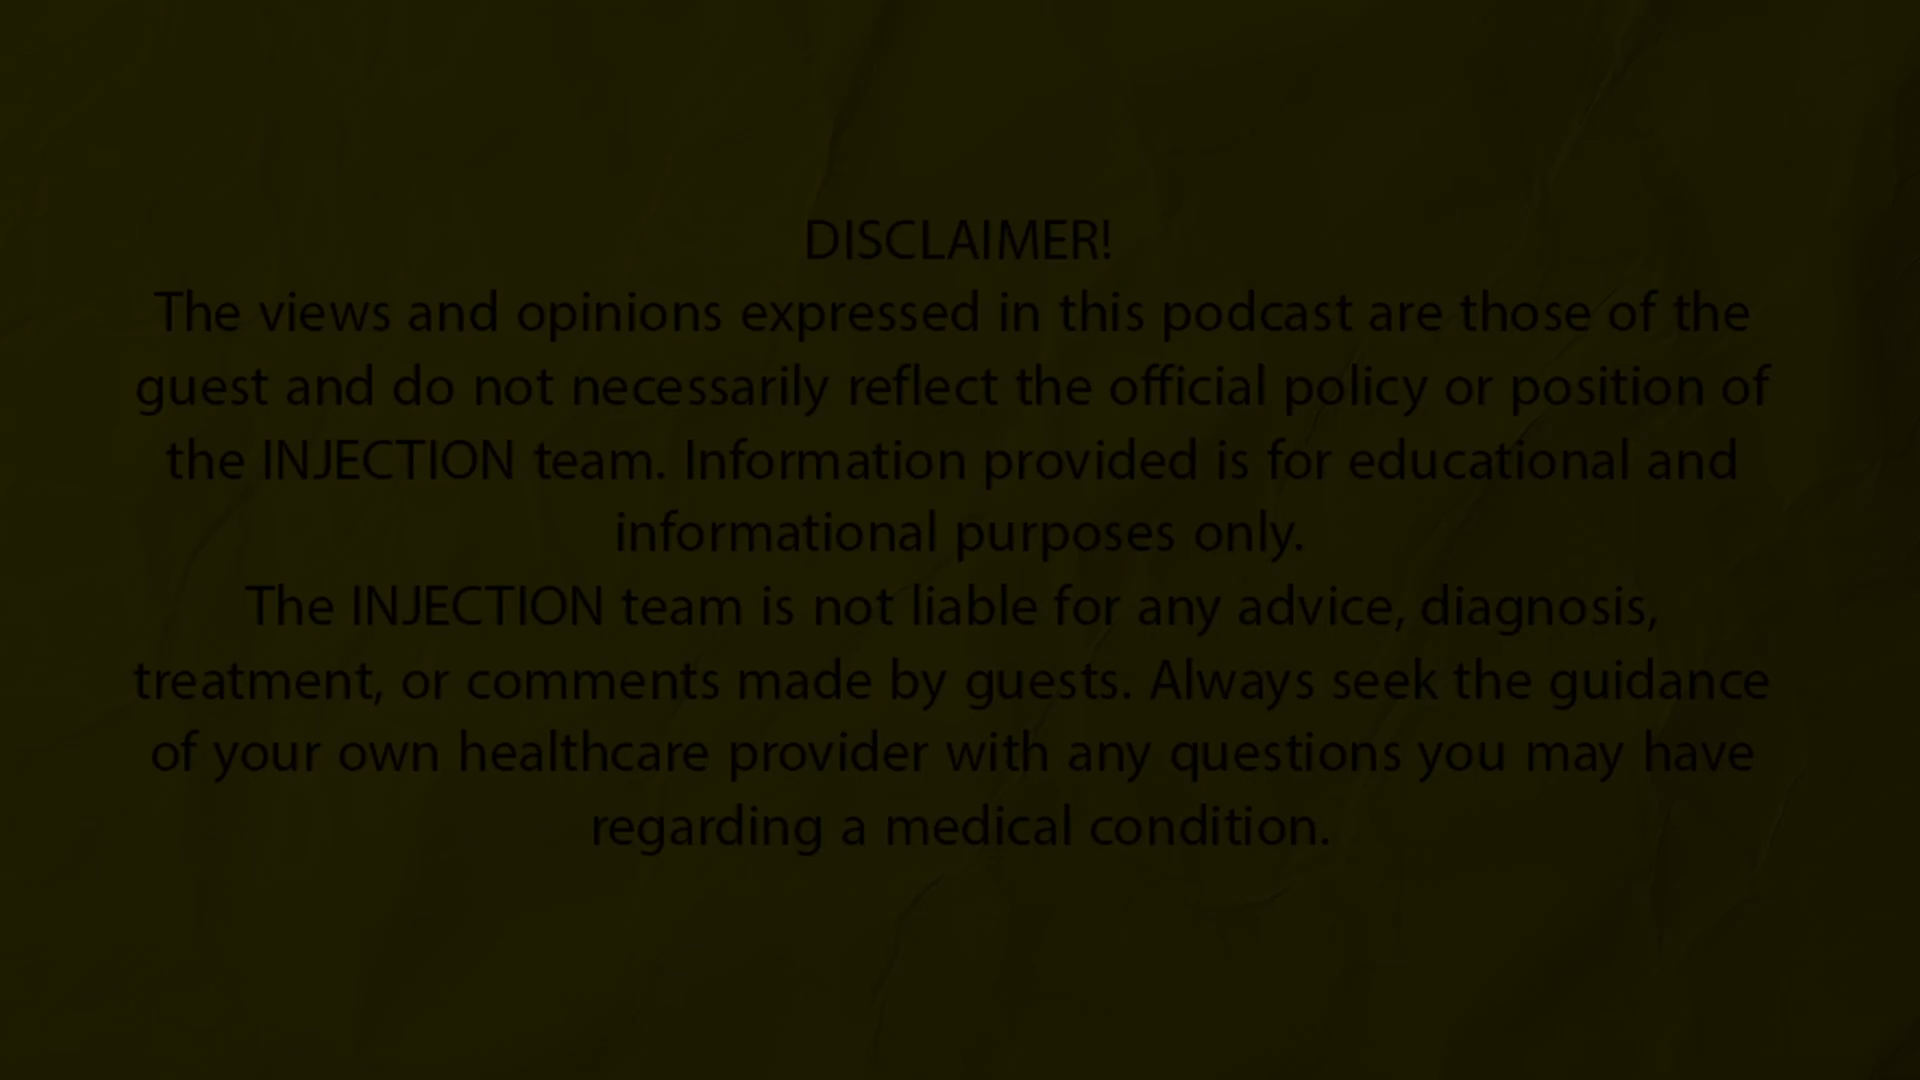 DISCLAIMER!
The views and opinions expressed in this podcast are those of the
guest and do not necessarily reflect the official policy or position of
the INJECTION team. Information provided is for educational and
informational purposes only.
The INJECTION team is not liable for any advice, diagnosis,
treatment, or comments made by guests. Always seek the guidance
of your own healthcare provider with any questions you may have
regarding a medical condition.